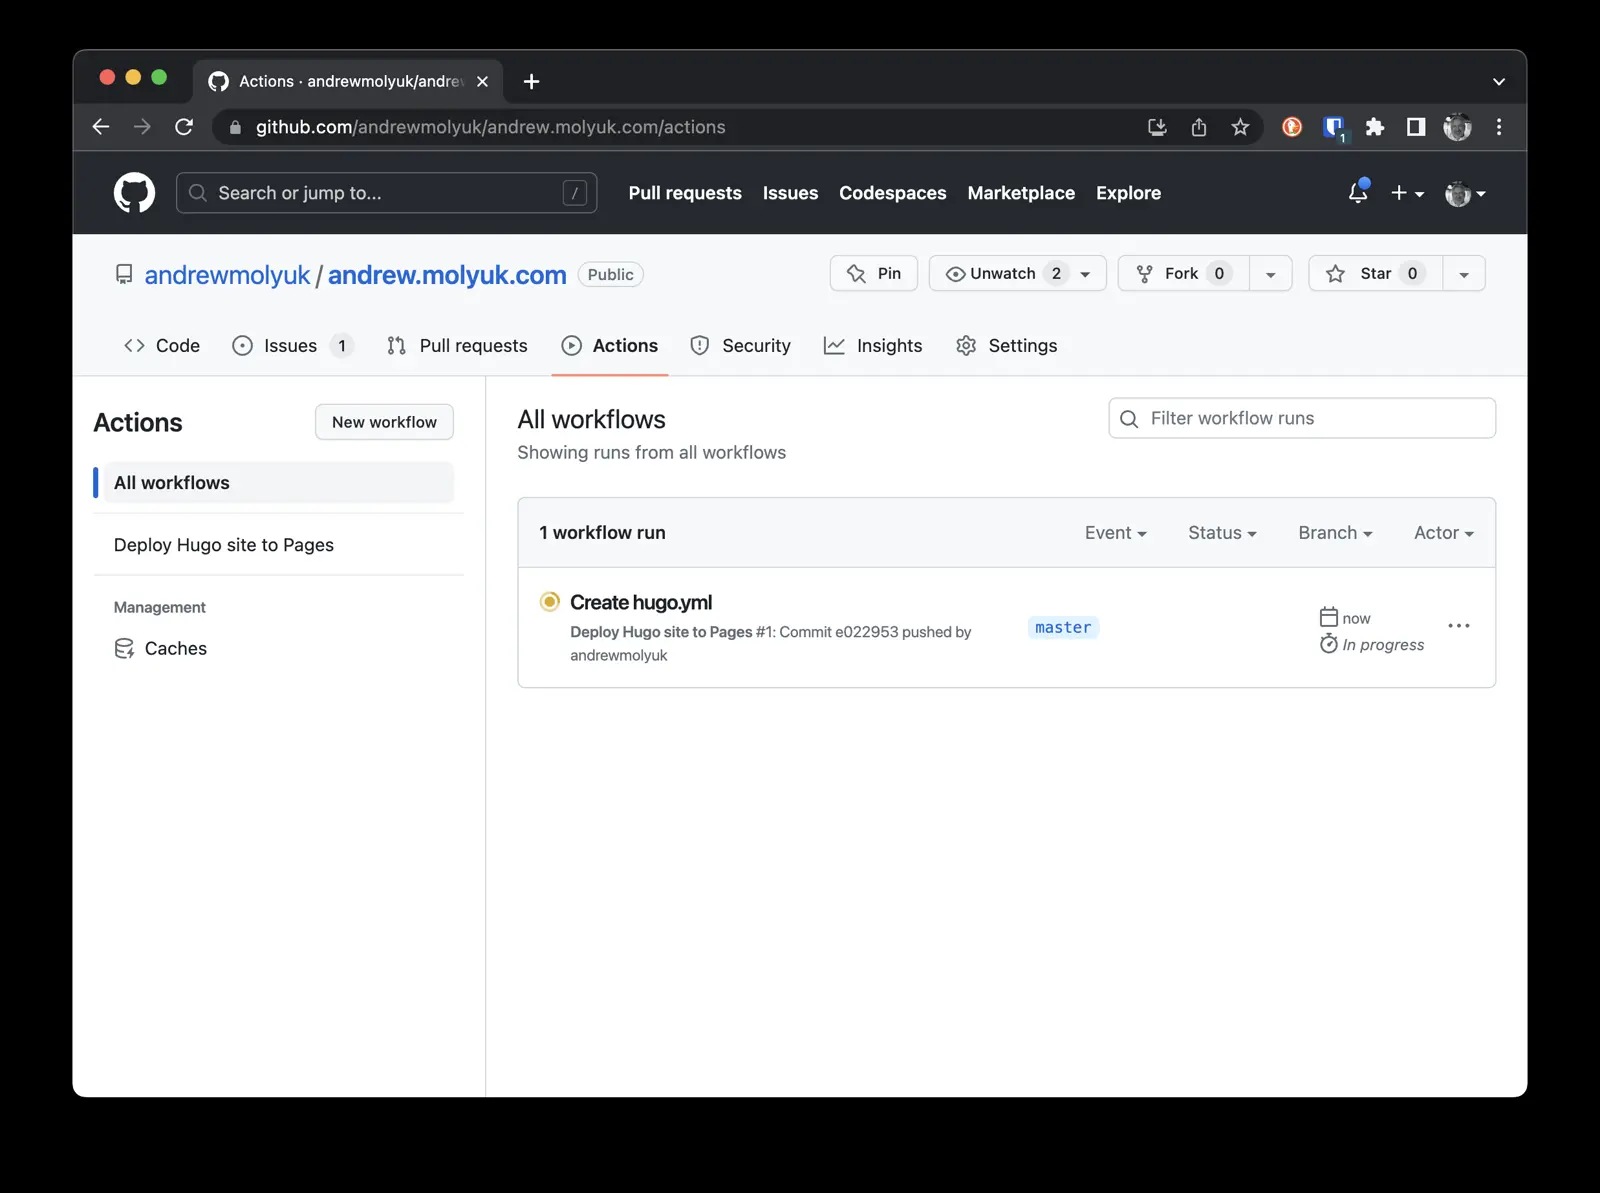 Actions · andrewmolyuk/andre
github.com/andrewmolyuk/andrew.molyuk.com/actions
1
Search or jump to...
/
Pull requests
Issues
Codespaces
Marketplace
Explore
andrewmolyuk / andrew.molyuk.com
Public
Pin
Unwatch 2
Fork 0
Star 0
Code
Issues 1
Pull requests
Actions
Security
Insights
Settings
Actions
New workflow
All workflows
Deploy Hugo site to Pages
Management
Caches
All workflows
Showing runs from all workflows
Filter workflow runs
1 workflow run
Event
Status
Branch
Actor
Create hugo.yml
Deploy Hugo site to Pages #1: Commit e022953 pushed by
andrewmolyuk
master
now
In progress